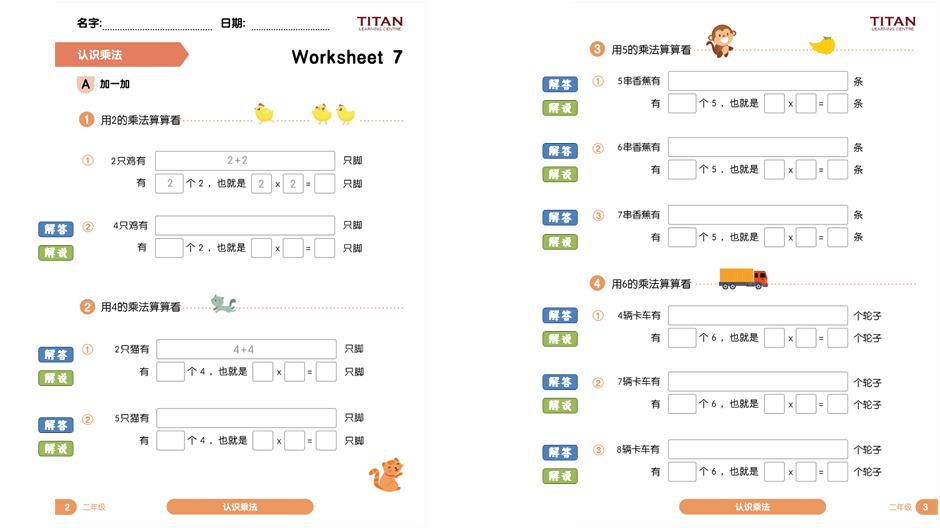 名字: 日期:
TITAN
LEARNING CENTRE
认识乘法
Worksheet 7
A 加一加
1 用2的乘法算算看
① 2只鸡有 2+2 只脚
有 2 个 2 ，也就是 2 x 2 = 只脚
解答 ② 4只鸡有 只脚
解说 有 个 2 ，也就是 x = 只脚
2 用4的乘法算算看
解答 ① 2只猫有 4+4 只脚
解说 有 个 4 ，也就是 x = 只脚
解答 ② 5只猫有 只脚
解说 有 个 4 ，也就是 x = 只脚
2 二年级 认识乘法
TITAN
LEARNING CENTRE
3 用5的乘法算算看
解答 ① 5串香蕉有 条
解说 有 个 5 ，也就是 x = 条
解答 ② 6串香蕉有 条
解说 有 个 5 ，也就是 x = 条
解答 ③ 7串香蕉有 条
解说 有 个 5 ，也就是 x = 条
4 用6的乘法算算看
解答 ① 4辆卡车有 个轮子
解说 有 个 6 ，也就是 x = 个轮子
解答 ② 7辆卡车有 个轮子
解说 有 个 6 ，也就是 x = 个轮子
解答 ③ 8辆卡车有 个轮子
解说 有 个 6 ，也就是 x = 个轮子
认识乘法 二年级 3